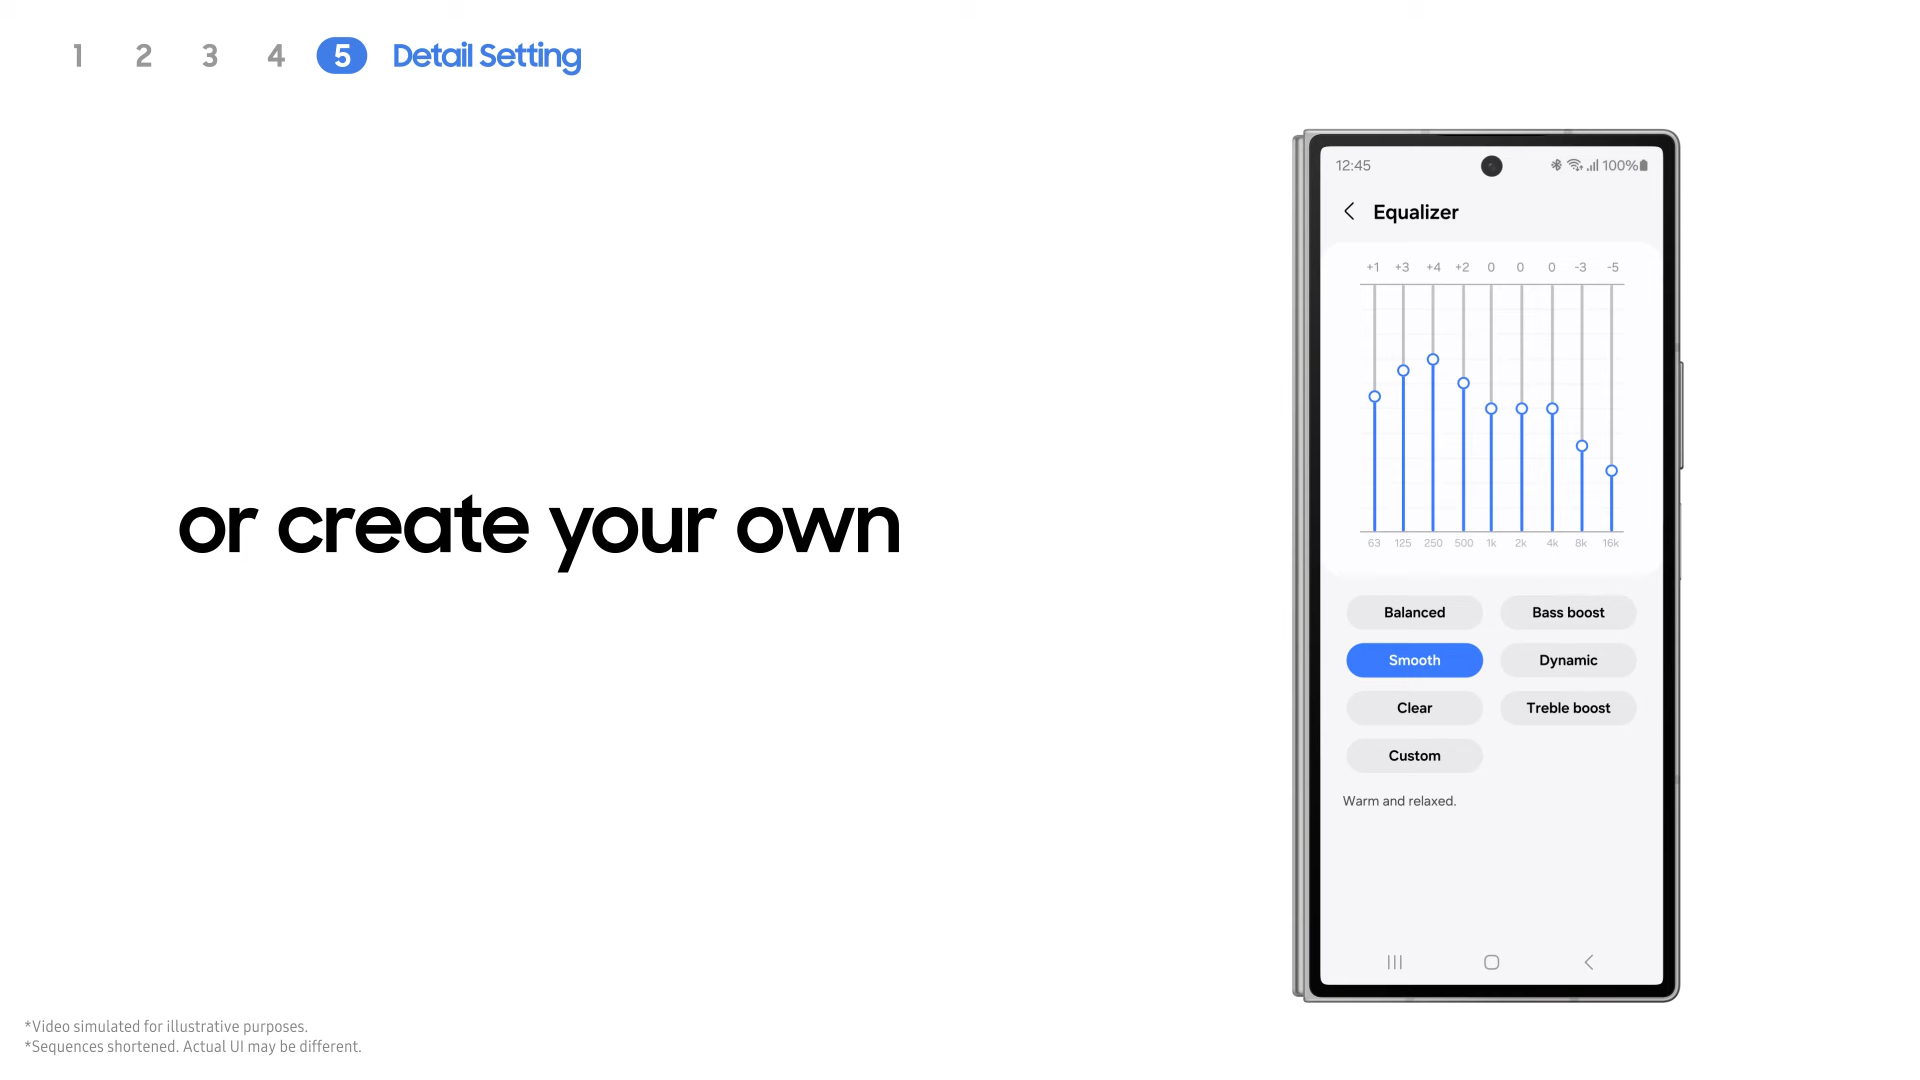 1 2 3 4 5 Detail Setting
or create your own
12:45 100%
Equalizer
+1 +3 +4 +2 0 0 0 -3 -5
63 125 250 500 1k 2k 4k 8k 16k
Balanced Bass boost
Smooth Dynamic
Clear Treble boost
Custom
Warm and relaxed.
*Video simulated for illustrative purposes.
*Sequences shortened. Actual UI may be different.